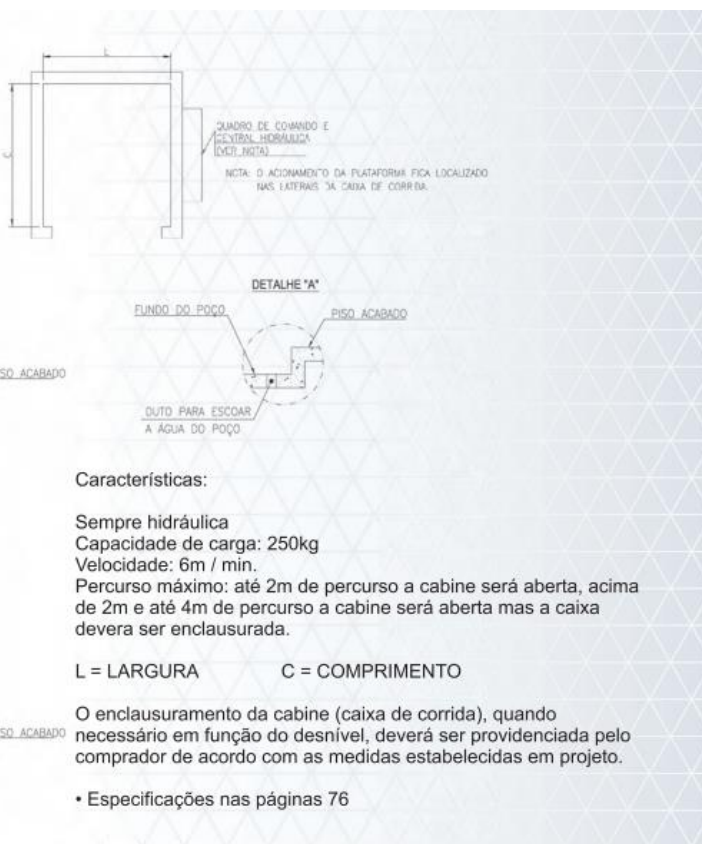 L
C
QUADRO DE COMANDO E
CENTRAL HIDRÁULICA
(VER NOTA)
NOTA: O ACIONAMENTO DA PLATAFORMA FICA LOCALIZADO
NAS LATERAIS DA CAIXA DE CORRIDA.
DETALHE "A"
FUNDO DO POÇO
PISO ACABADO
SO ACABADO
DUTO PARA ESCOAR
A ÁGUA DO POÇO
Características:
Sempre hidráulica
Capacidade de carga: 250kg
Velocidade: 6m / min.
Percurso máximo: até 2m de percurso a cabine será aberta, acima
de 2m e até 4m de percurso a cabine será aberta mas a caixa
devera ser enclausurada.
L = LARGURA C = COMPRIMENTO
O enclausuramento da cabine (caixa de corrida), quando
SO ACABADO
necessário em função do desnível, deverá ser providenciada pelo
comprador de acordo com as medidas estabelecidas em projeto.
• Especificações nas páginas 76